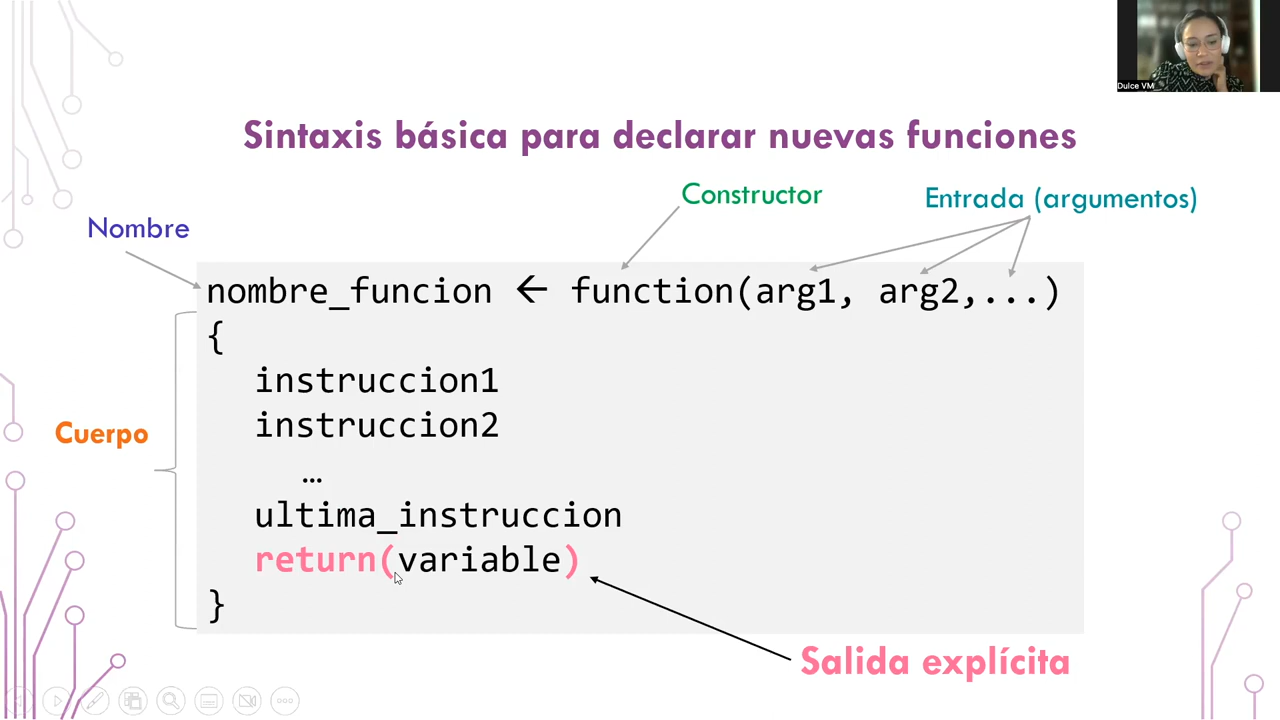 Dulce VM
Sintaxis básica para declarar nuevas funciones
Constructor
Entrada (argumentos)
Nombre
nombre_funcion ← function(arg1, arg2,...)
{
instruccion1
instruccion2
…
ultima_instruccion
return(variable)
}
Cuerpo
Salida explícita